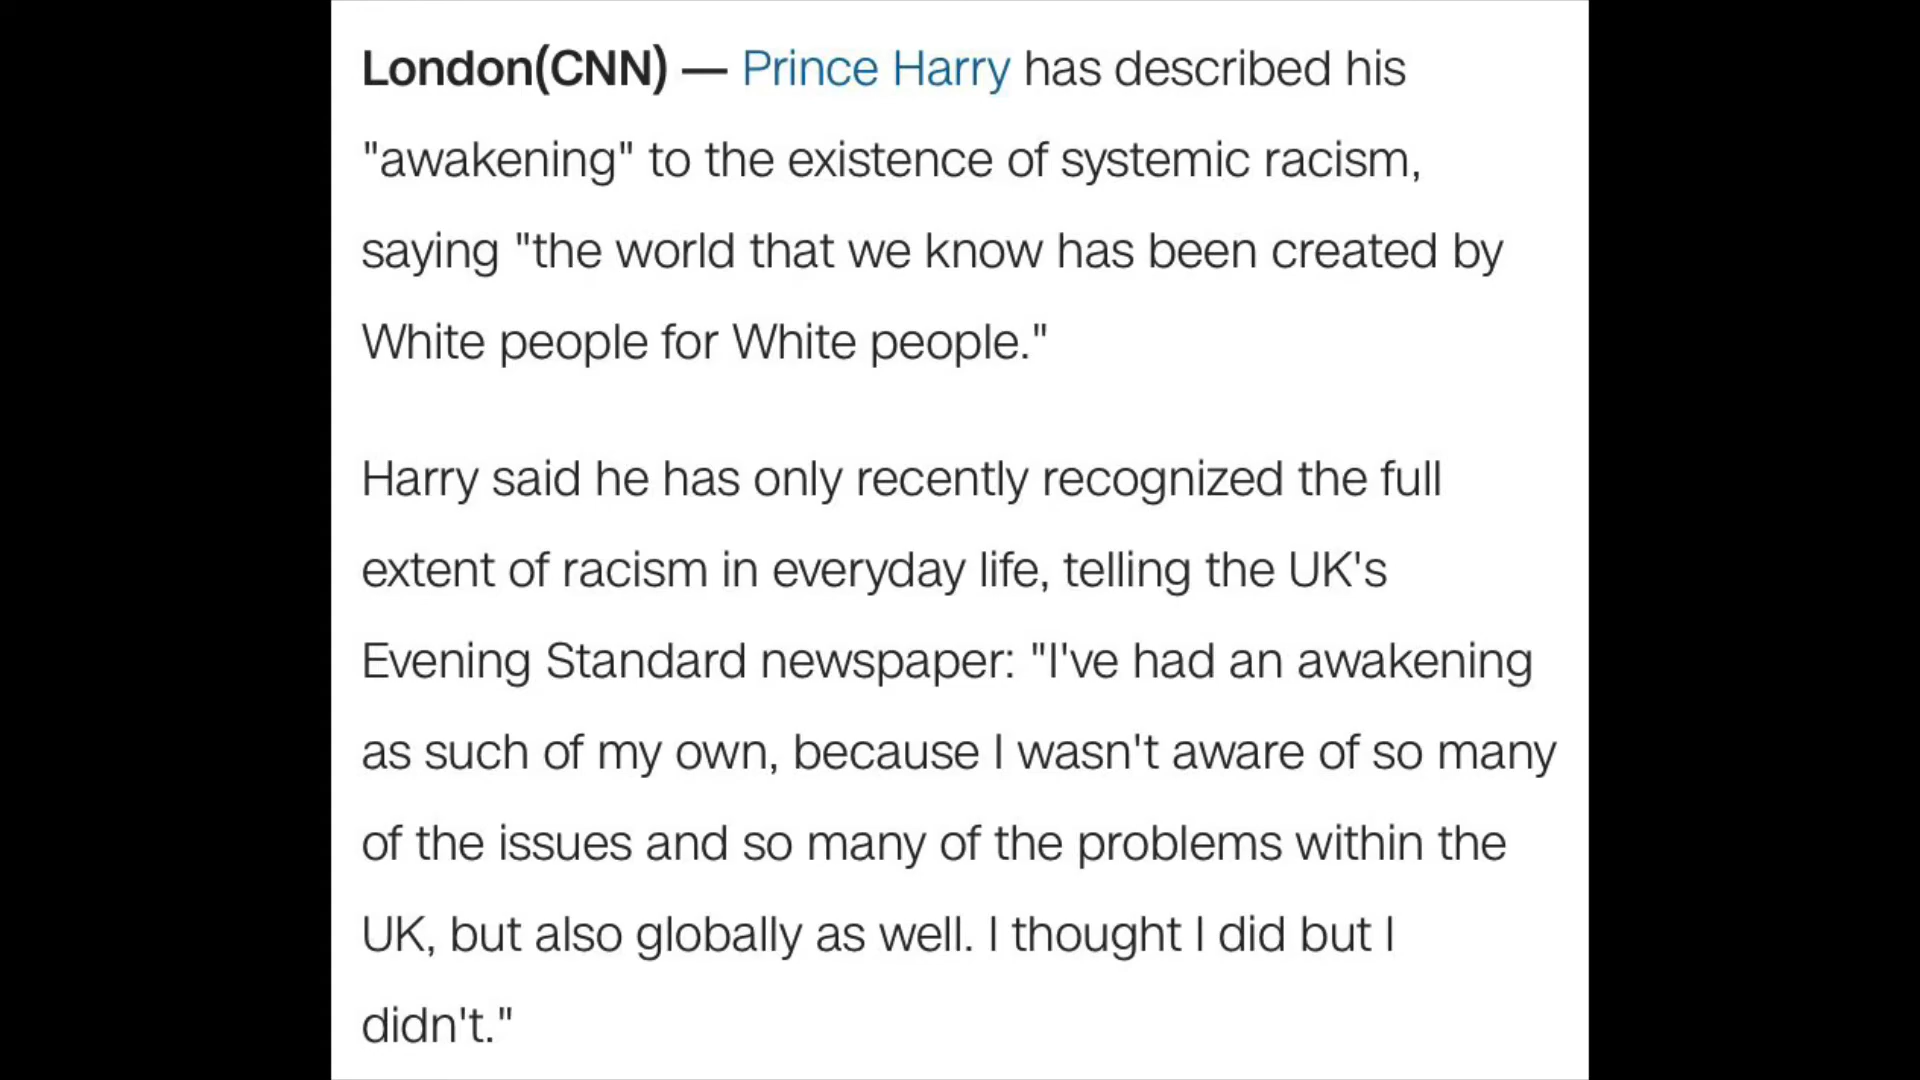 London(CNN) — Prince Harry has described his
"awakening" to the existence of systemic racism,
saying "the world that we know has been created by
White people for White people."
Harry said he has only recently recognized the full
extent of racism in everyday life, telling the UK's
Evening Standard newspaper: "I've had an awakening
as such of my own, because I wasn't aware of so many
of the issues and so many of the problems within the
UK, but also globally as well. I thought I did but I
didn't."